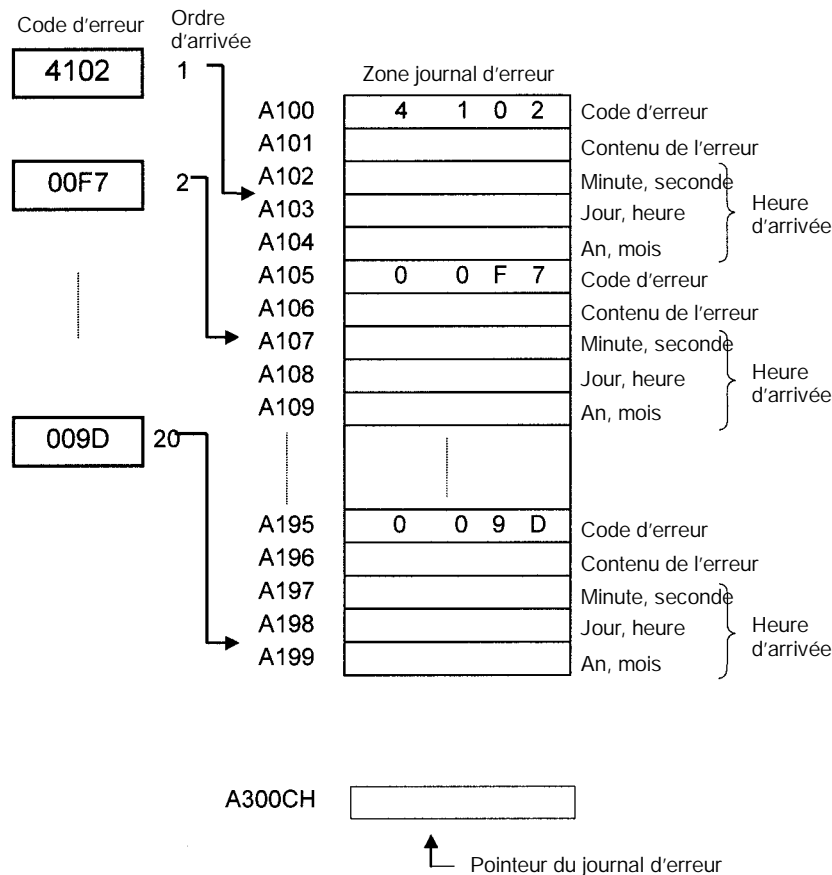 Code d'erreur
Ordre
d'arrivée
4102 1
Zone journal d'erreur
A100 4 1 0 2 Code d'erreur
A101 Contenu de l'erreur
00F7 2
A102 Minute, seconde
A103 Jour, heure
A104 An, mois
Heure
d'arrivée
A105 0 0 F 7 Code d'erreur
A106 Contenu de l'erreur
A107 Minute, seconde
A108 Jour, heure
A109 An, mois
Heure
d'arrivée
009D 20
A195 0 0 9 D Code d'erreur
A196 Contenu de l'erreur
A197 Minute, seconde
A198 Jour, heure
A199 An, mois
Heure
d'arrivée
A300CH
Pointeur du journal d'erreur